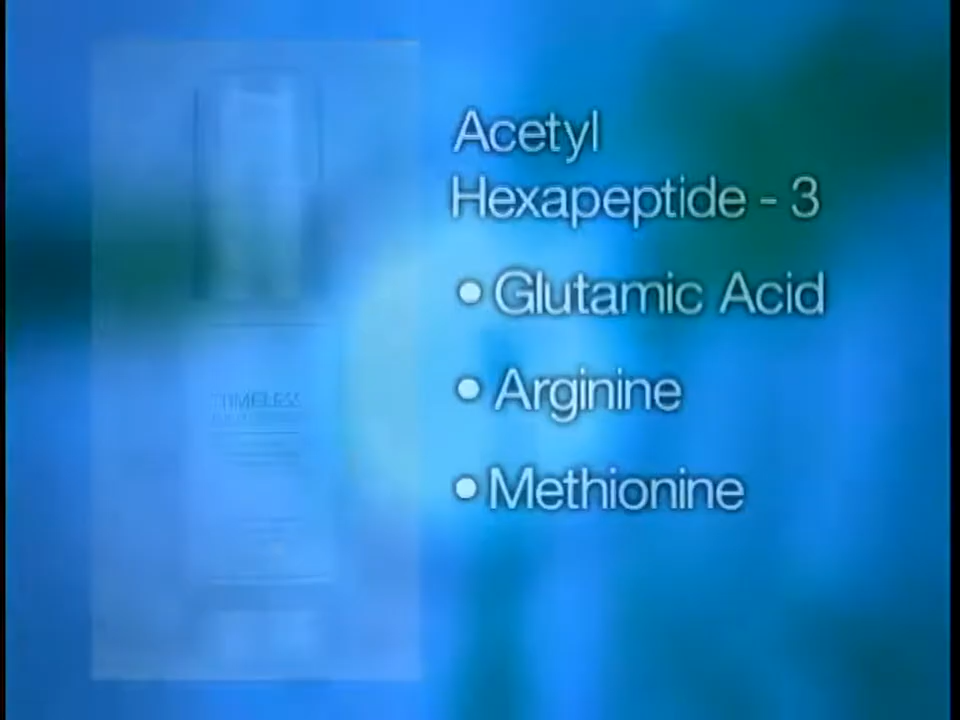 Acetyl
Hexapeptide - 3
• Glutamic Acid
• Arginine
• Methionine
TIMELESS